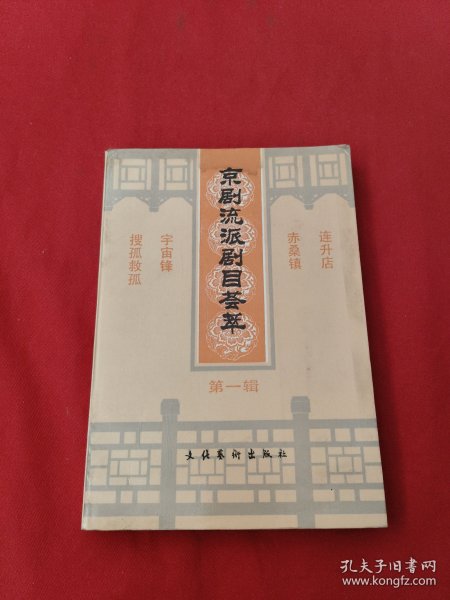 京剧流派剧目荟萃
连升店
赤桑镇
宇宙锋
搜孤救孤
第一辑
文化艺术出版社
孔夫子旧书网
www.kongfz.com